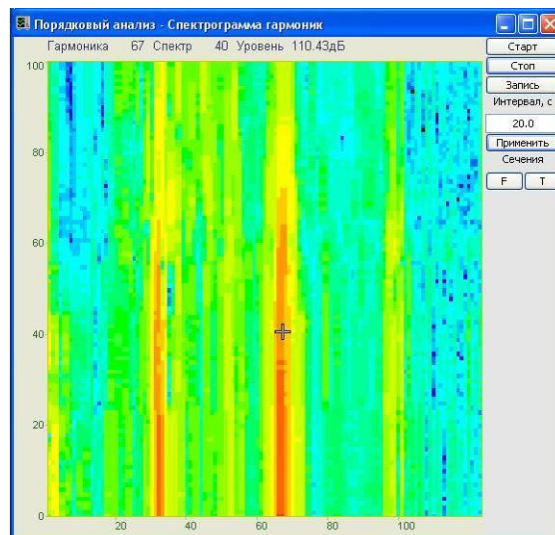 Порядковый анализ - Спектрограмма гармоник
Гармоника 67 Спектр 40 Уровень 110.43дБ
Старт
Стоп
Запись
Интервал, с
20.0
Применить
Сечения
F T
100
80
60
40
20
0
20 40 60 80 100